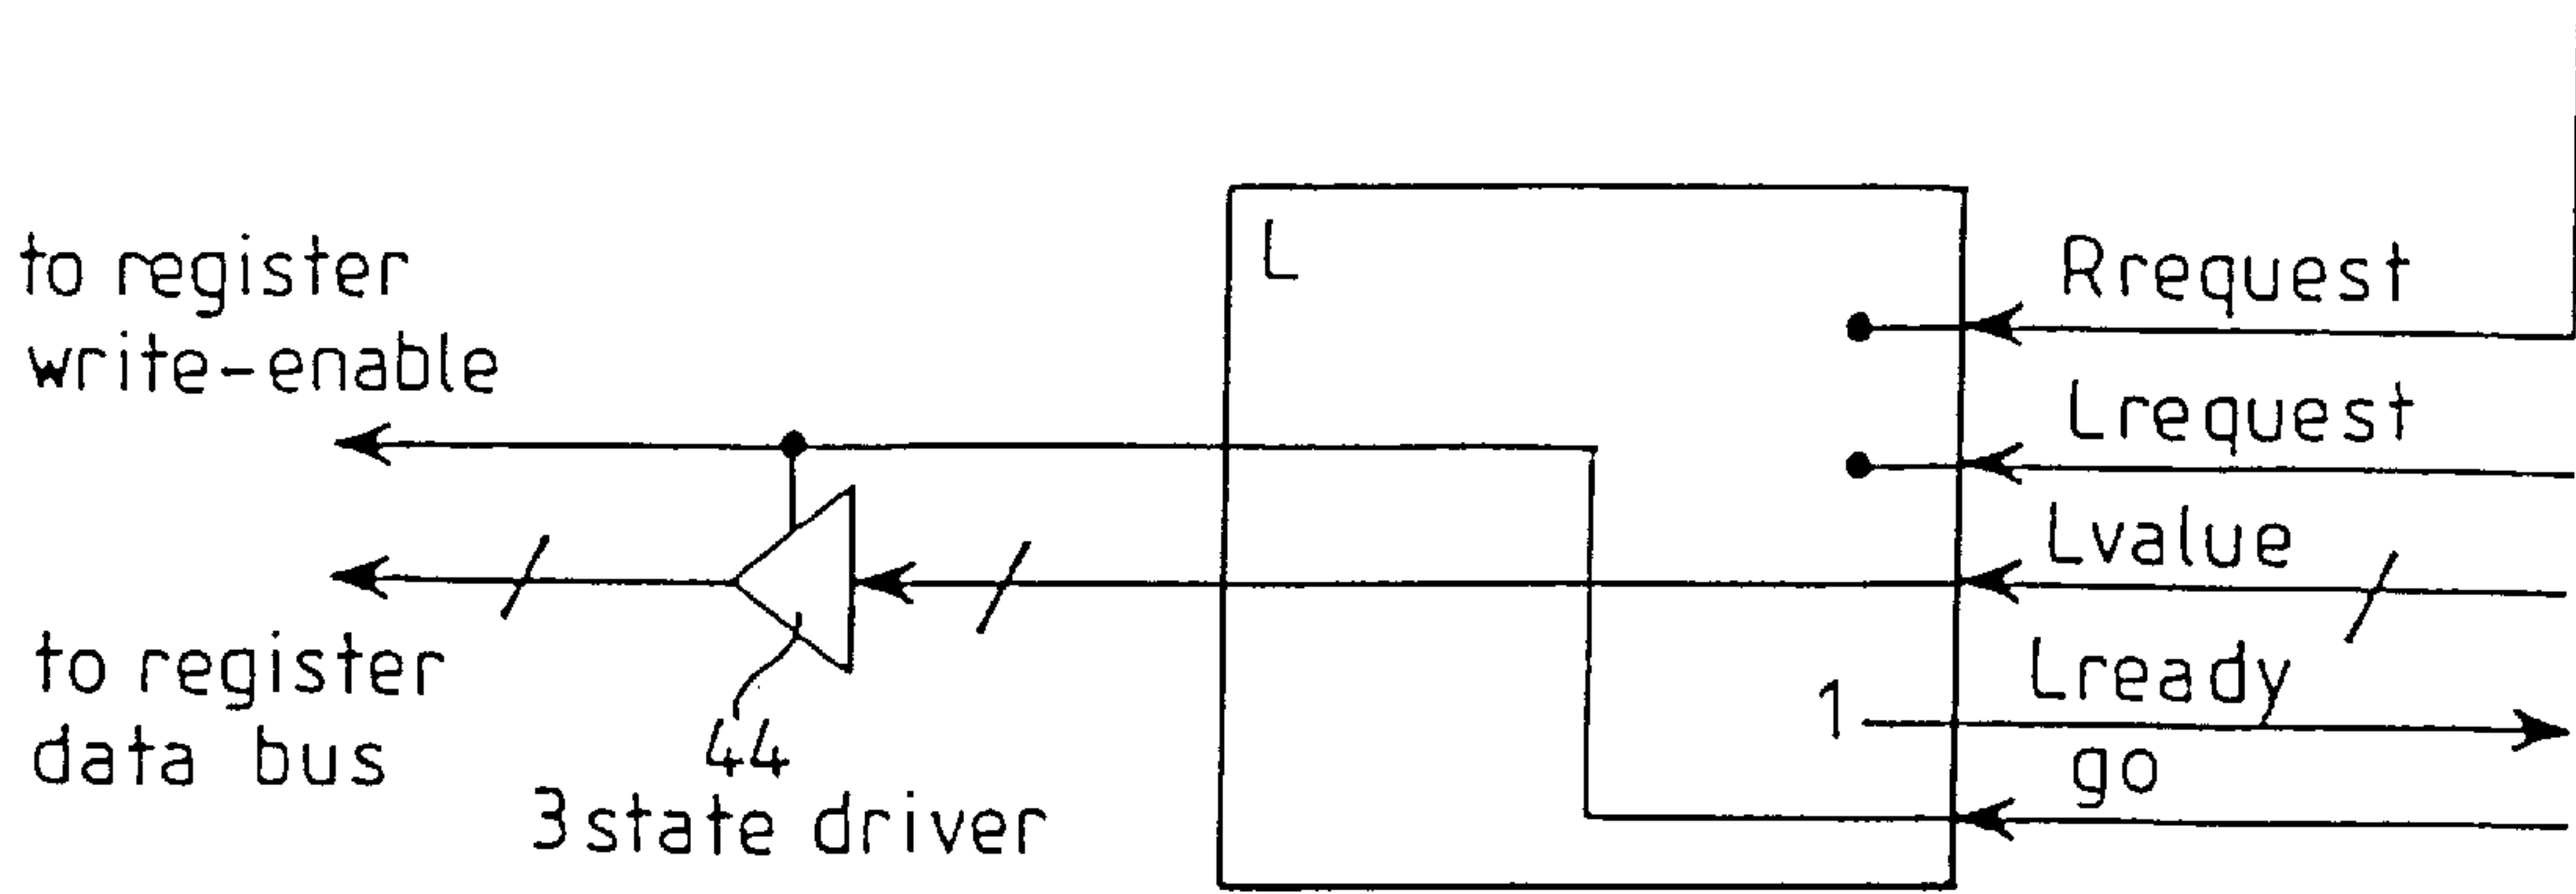 to register
write-enable
L
Rrequest
Lrequest
Lvalue
to register
data bus
44
3state driver
1
Lready
go